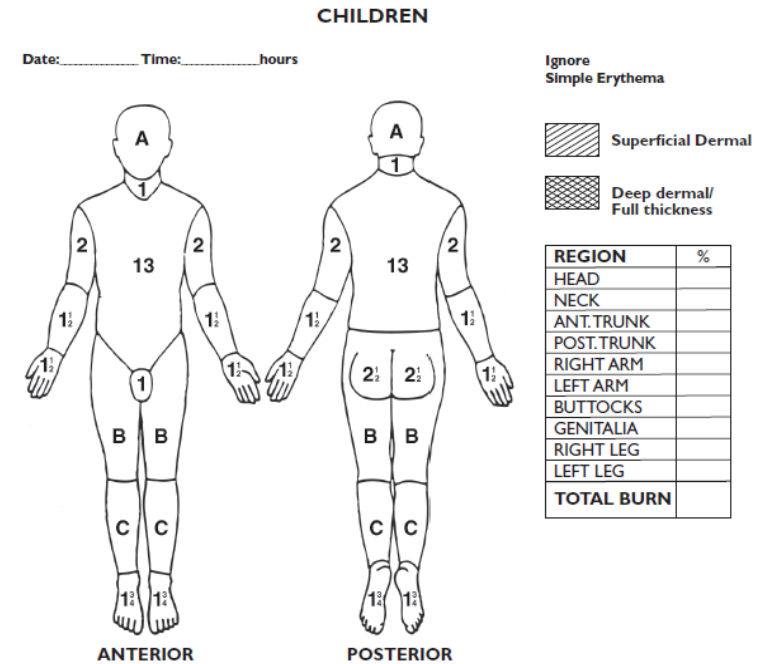 CHILDREN
Date:____________ Time:____________hours
Ignore
Simple Erythema
A
1
2
13
2
1½
1½
1½
1
1½
B
B
C
C
1¾
1¾
ANTERIOR
A
1
2
13
2
1½
1½
1½
2½
2½
1½
B
B
C
C
1¾
1¾
POSTERIOR
Superficial Dermal
Deep dermal/
Full thickness
REGION %
HEAD
NECK
ANT. TRUNK
POST. TRUNK
RIGHT ARM
LEFT ARM
BUTTOCKS
GENITALIA
RIGHT LEG
LEFT LEG
TOTAL BURN